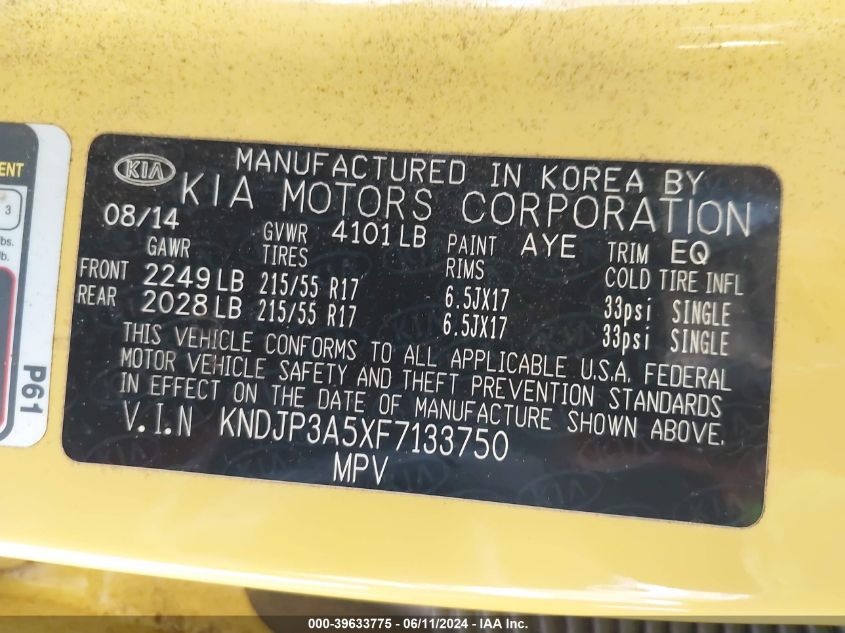 KIA
MANUFACTURED IN KOREA BY
KIA MOTORS CORPORATION
08/14 GVWR 4101 LB PAINT AYE TRIM EQ
GAWR TIRES RIMS COLD TIRE INFL
FRONT 2249 LB 215/55 R17 6.5JX17 33psi SINGLE
REAR 2028 LB 215/55 R17 6.5JX17 33psi SINGLE
THIS VEHICLE CONFORMS TO ALL APPLICABLE U.S.A. FEDERAL
MOTOR VEHICLE SAFETY AND THEFT PREVENTION STANDARDS
IN EFFECT ON THE DATE OF MANUFACTURE SHOWN ABOVE.
V.I.N KNDJP3A5XF7133750
MPV
ENT
3
lbs.
lb.
P61
000-39633775 - 06/11/2024 - IAA Inc.